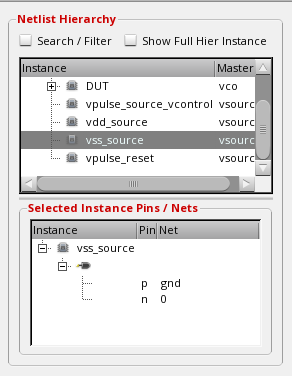 Netlist Hierarchy
Search / Filter Show Full Hier Instance
Instance Master
DUT vco
vpulse_source_vcontrol vsourc
vdd_source vsourc
vss_source vsourc
vpulse_reset vsourc
Selected Instance Pins / Nets
Instance Pin Net
vss_source
p gnd
n 0